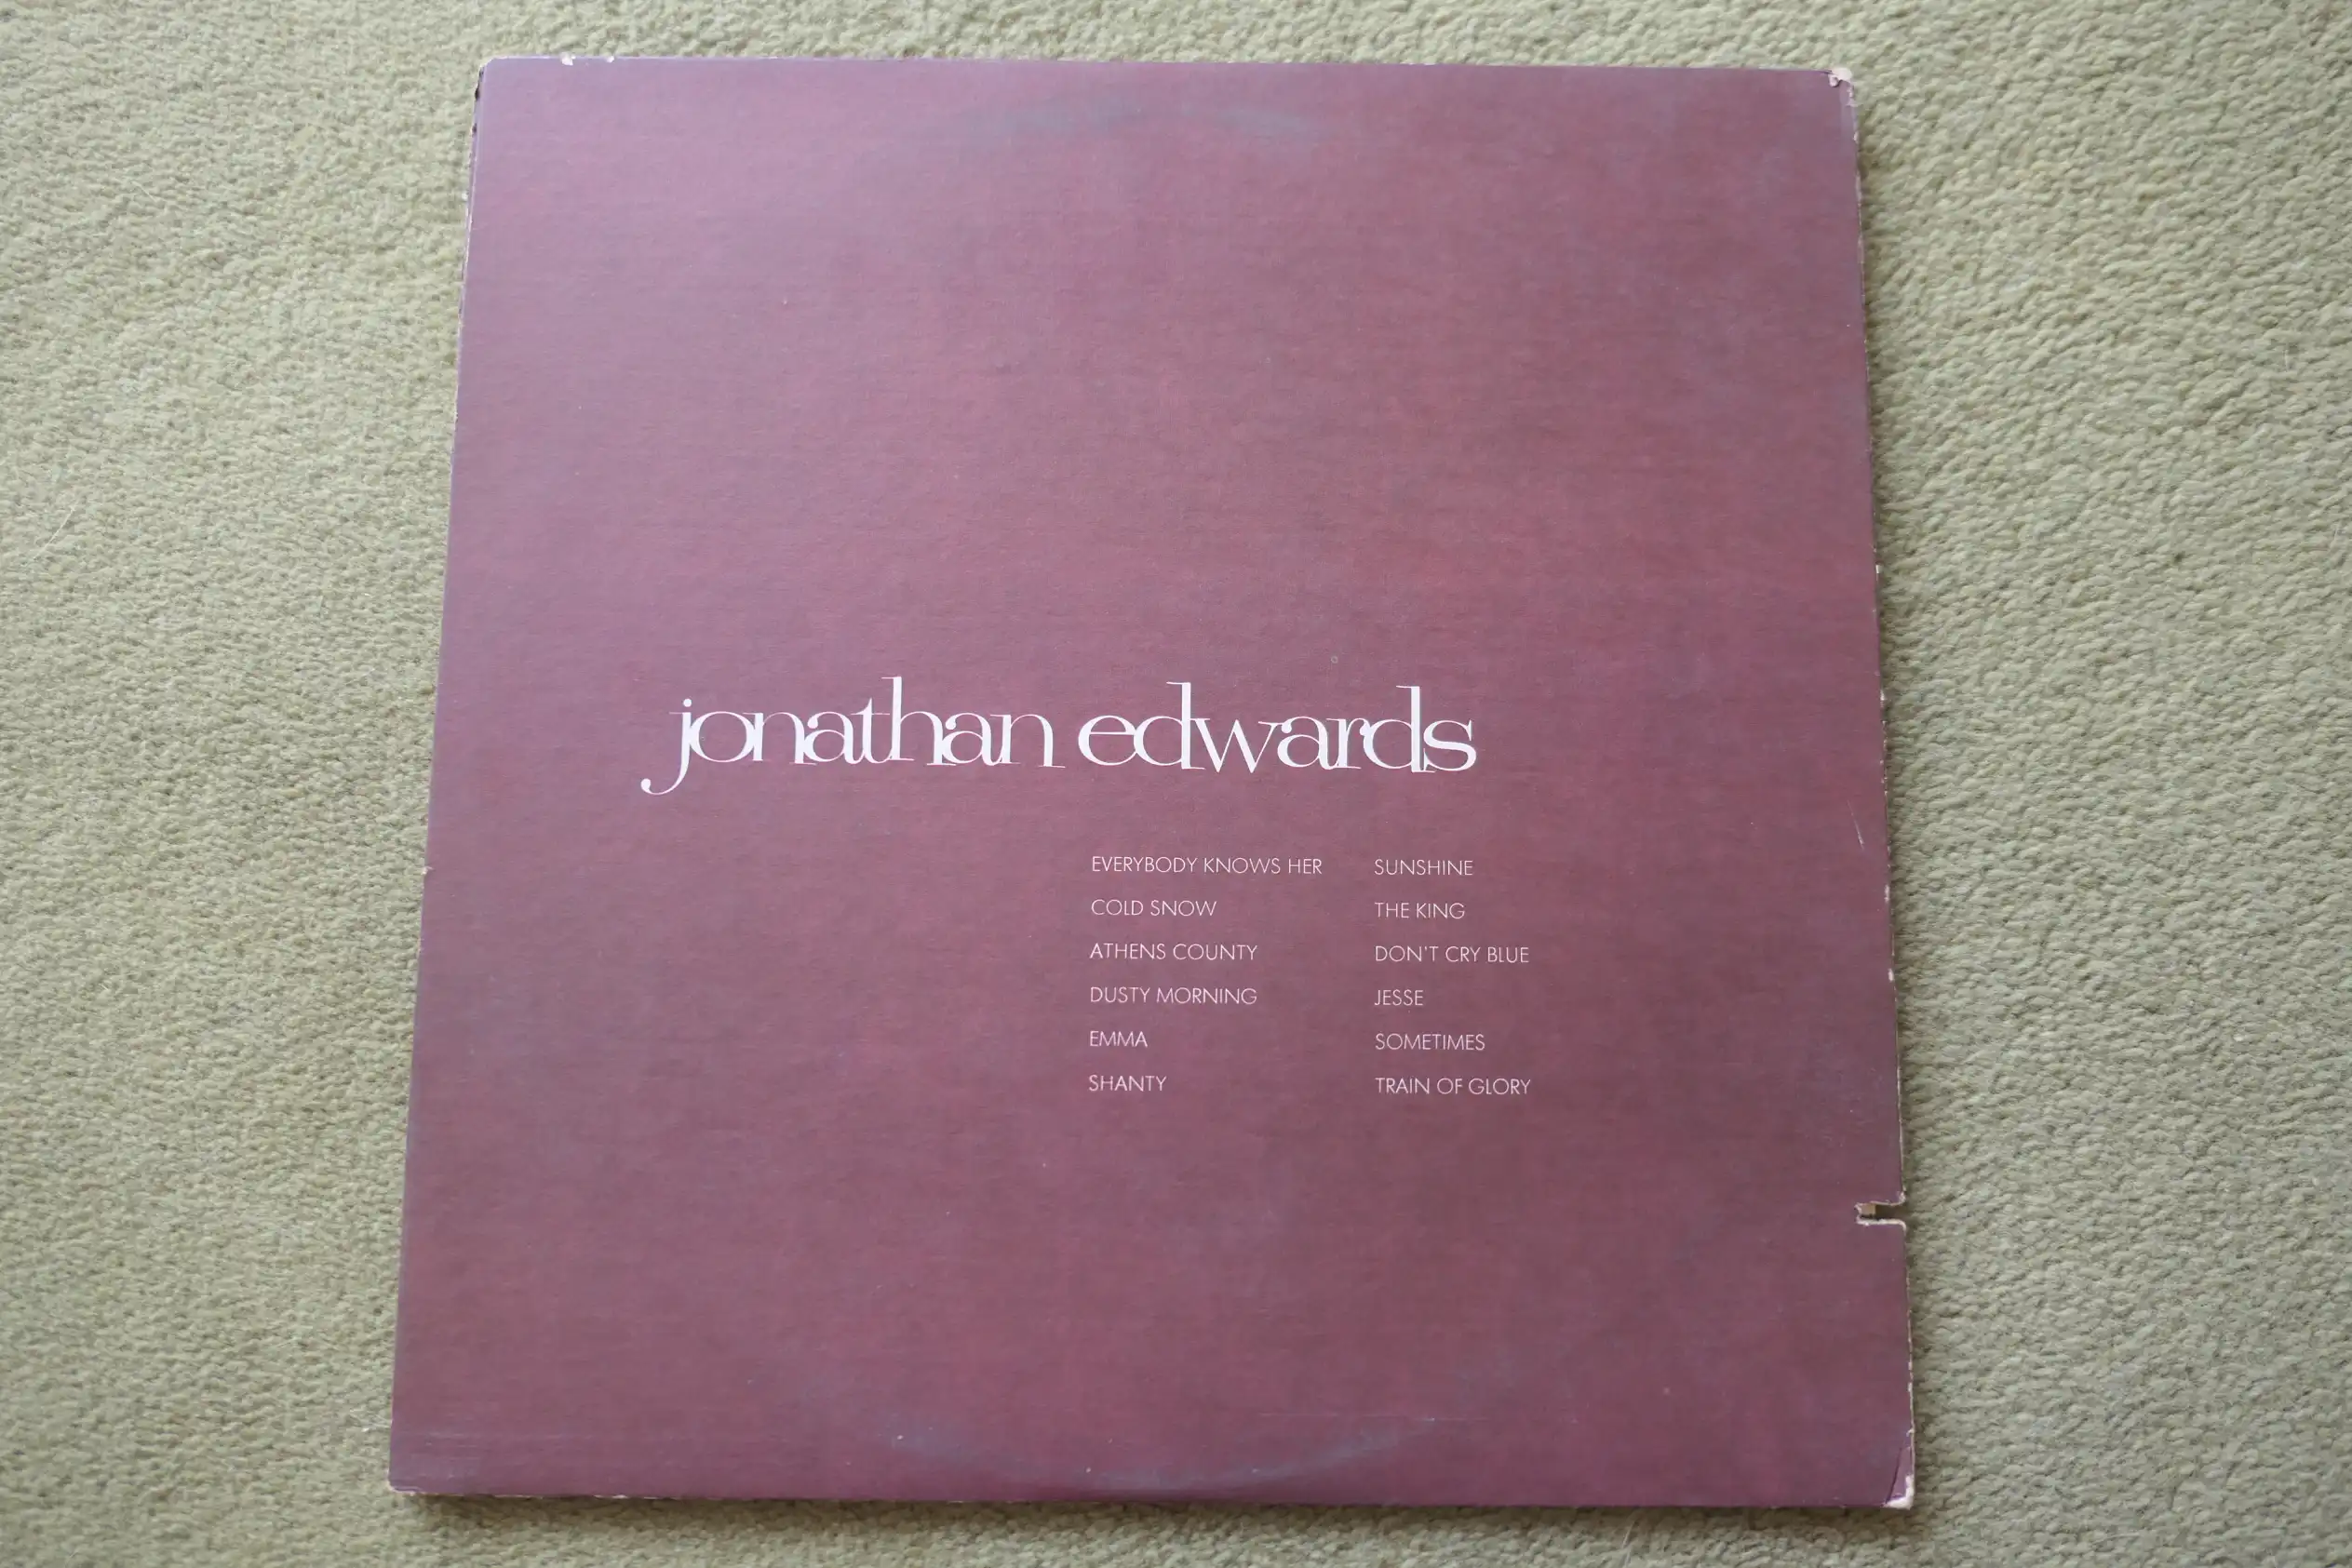 jonathan edwards
EVERYBODY KNOWS HER
COLD SNOW
ATHENS COUNTY
DUSTY MORNING
EMMA
SHANTY
SUNSHINE
THE KING
DON'T CRY BLUE
JESSE
SOMETIMES
TRAIN OF GLORY